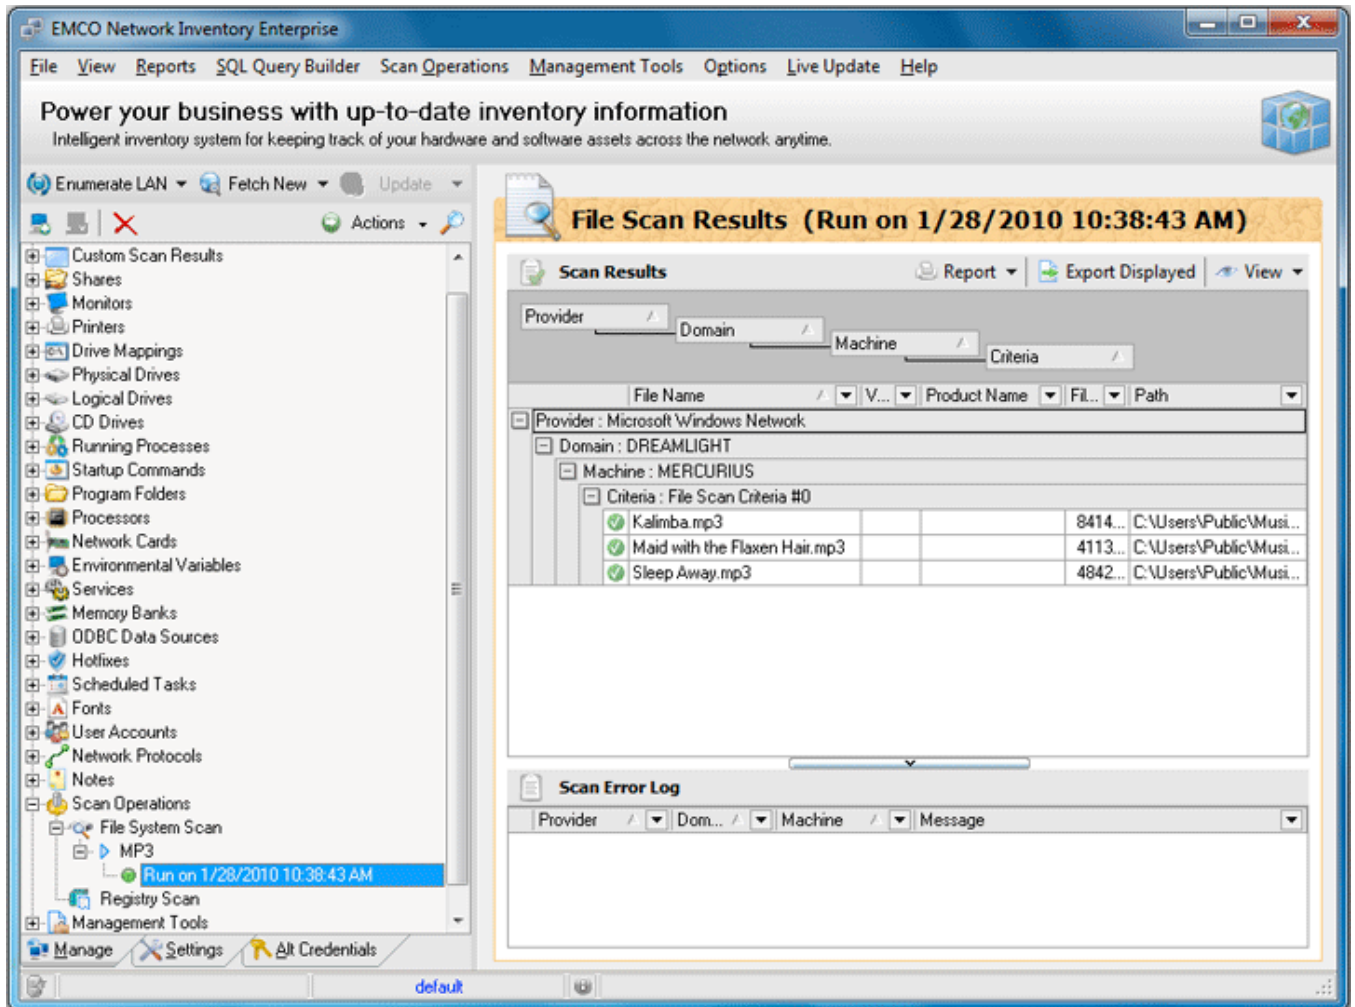 EMCO Network Inventory Enterprise
File View Reports SQL Query Builder Scan Operations Management Tools Options Live Update Help
Power your business with up-to-date inventory information
Intelligent inventory system for keeping track of your hardware and software assets across the network anytime.
Enumerate LAN Fetch New Update
Actions
Custom Scan Results
Shares
Monitors
Printers
Drive Mappings
Physical Drives
Logical Drives
CD Drives
Running Processes
Startup Commands
Program Folders
Processors
Network Cards
Environmental Variables
Services
Memory Banks
ODBC Data Sources
Hotfixes
Scheduled Tasks
Fonts
User Accounts
Network Protocols
Notes
Scan Operations
File System Scan
MP3
Run on 1/28/2010 10:38:43 AM
Registry Scan
Management Tools
Manage Settings Alt Credentials
File Scan Results (Run on 1/28/2010 10:38:43 AM)
Scan Results Report Export Displayed View
Provider
Domain
Machine
Criteria
File Name V... Product Name Fil... Path
Provider : Microsoft Windows Network
Domain : DREAMLIGHT
Machine : MERCURIUS
Criteria : File Scan Criteria #0
Kalimba.mp3 8414... C:\Users\Public\Musi...
Maid with the Flaxen Hair.mp3 4113... C:\Users\Public\Musi...
Sleep Away.mp3 4842... C:\Users\Public\Musi...
Scan Error Log
Provider Dom... Machine Message
default